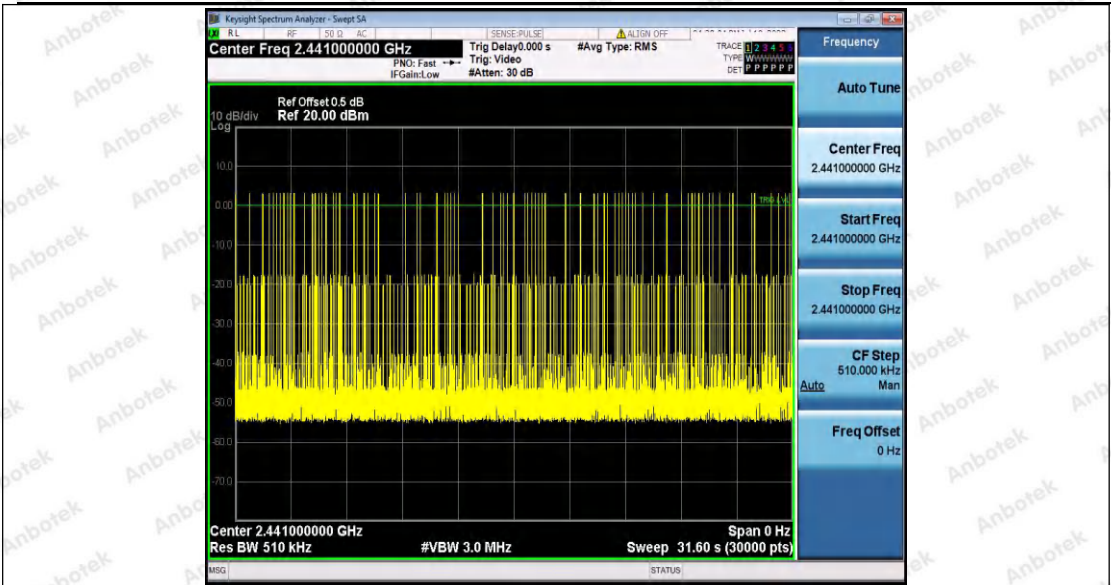 Keysight Spectrum Analyzer - Swept SA
RL RF 50 Ω AC SENSE:PULSE ALIGN OFF
Center Freq 2.441000000 GHz
PNO: Fast
IFGain:Low
Trig Delay0.000 s
Trig: Video
#Atten: 30 dB
#Avg Type: RMS
TRACE 1 2 3 4 5 6
TYPE WWWWWW
DET P P P P P P
Ref Offset 0.5 dB
10 dB/div Ref 20.00 dBm
Log
10.0
0.00
TRIG LVL
-10.0
-20.0
-30.0
-40.0
-50.0
-60.0
-70.0
Center 2.441000000 GHz Span 0 Hz
Res BW 510 kHz #VBW 3.0 MHz Sweep 31.60 s (30000 pts)
MSG STATUS
Frequency
Auto Tune
Center Freq
2.441000000 GHz
Start Freq
2.441000000 GHz
Stop Freq
2.441000000 GHz
CF Step
510.000 kHz
Auto Man
Freq Offset
0 Hz
Anbotek